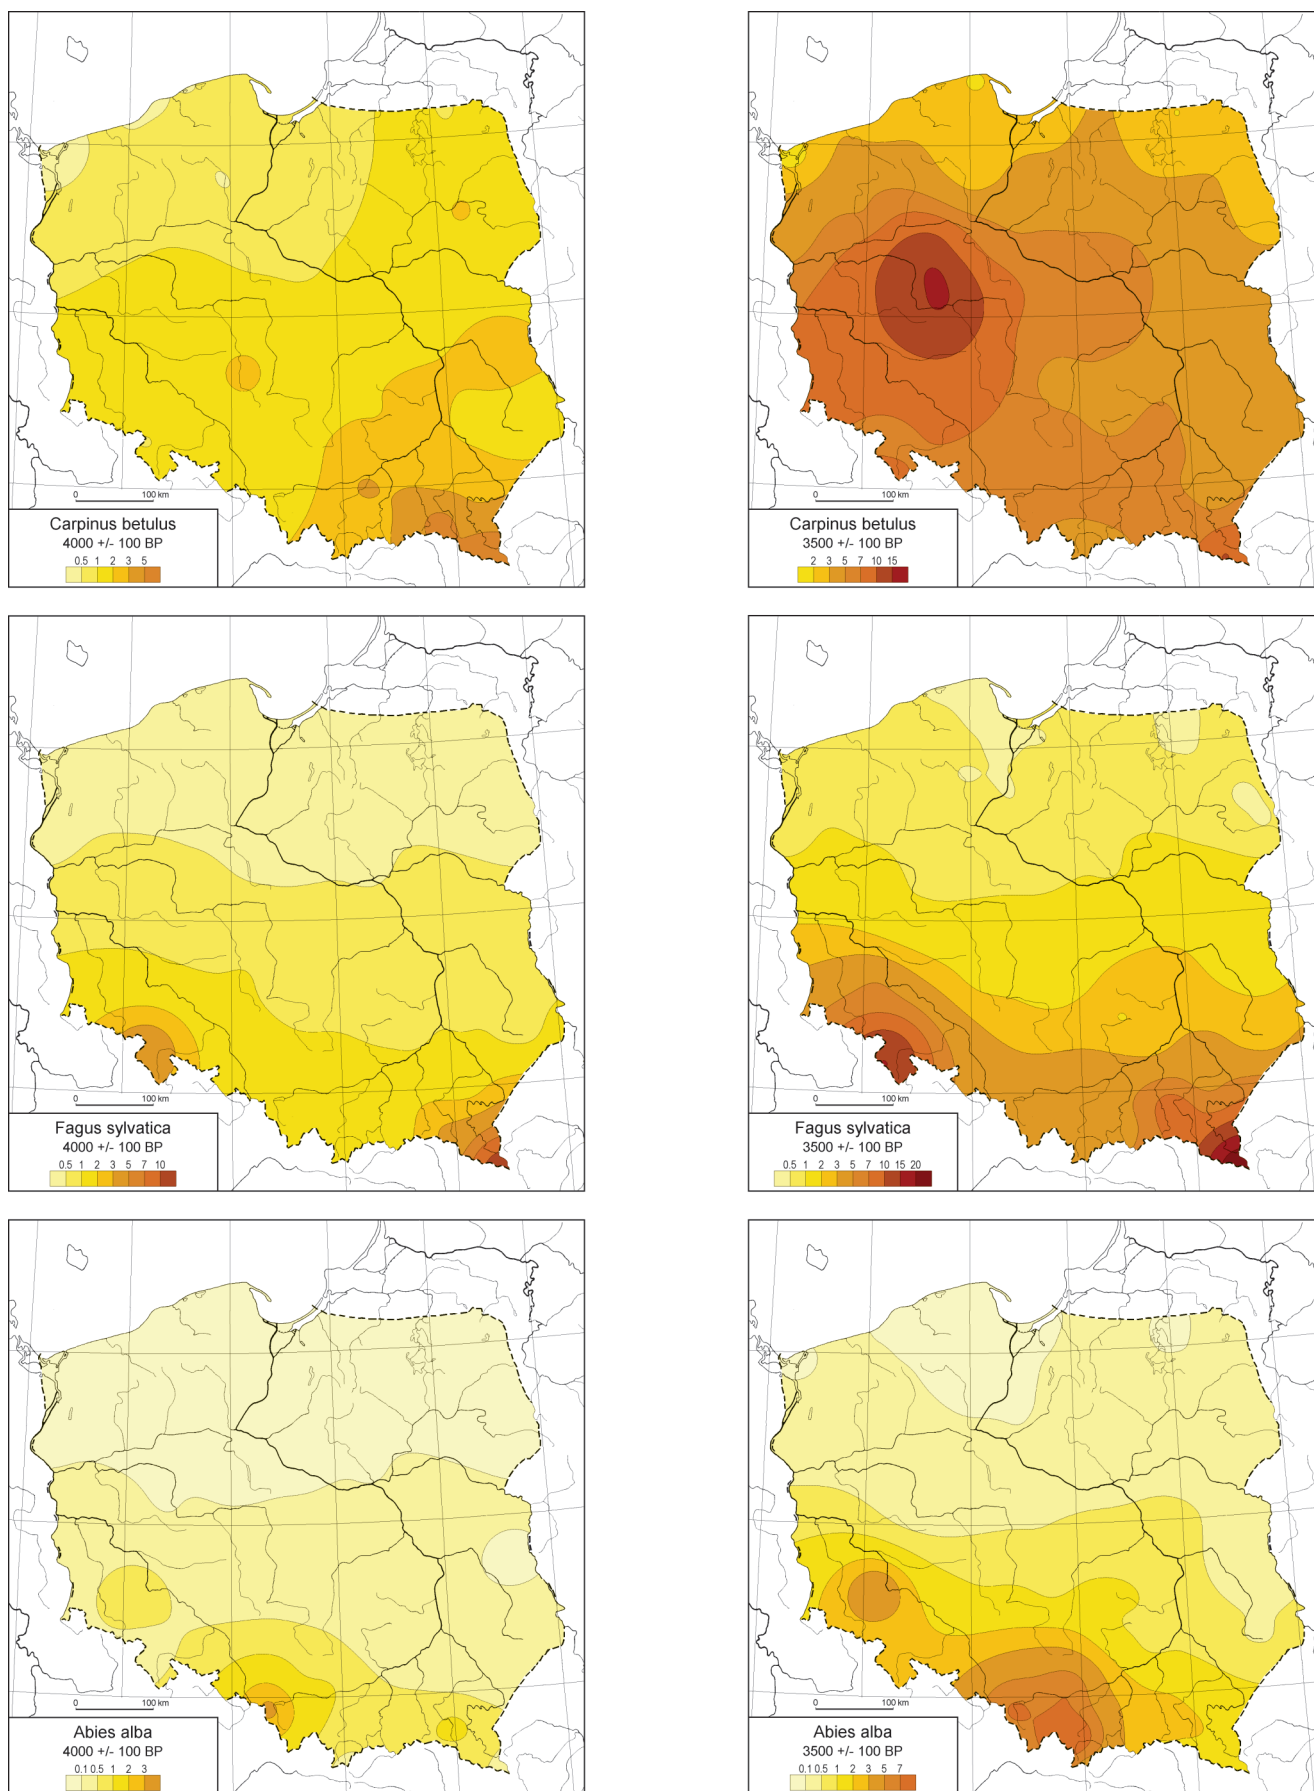 0 100 km
Carpinus betulus
4000 +/- 100 BP
0.5 1 2 3 5
0 100 km
Carpinus betulus
3500 +/- 100 BP
2 3 5 7 10 15
0 100 km
Fagus sylvatica
4000 +/- 100 BP
0.5 1 2 3 5 7 10
0 100 km
Fagus sylvatica
3500 +/- 100 BP
0.5 1 2 3 5 7 10 15 20
0 100 km
Abies alba
4000 +/- 100 BP
0.1 0.5 1 2 3
0 100 km
Abies alba
3500 +/- 100 BP
0.1 0.5 1 2 3 5 7